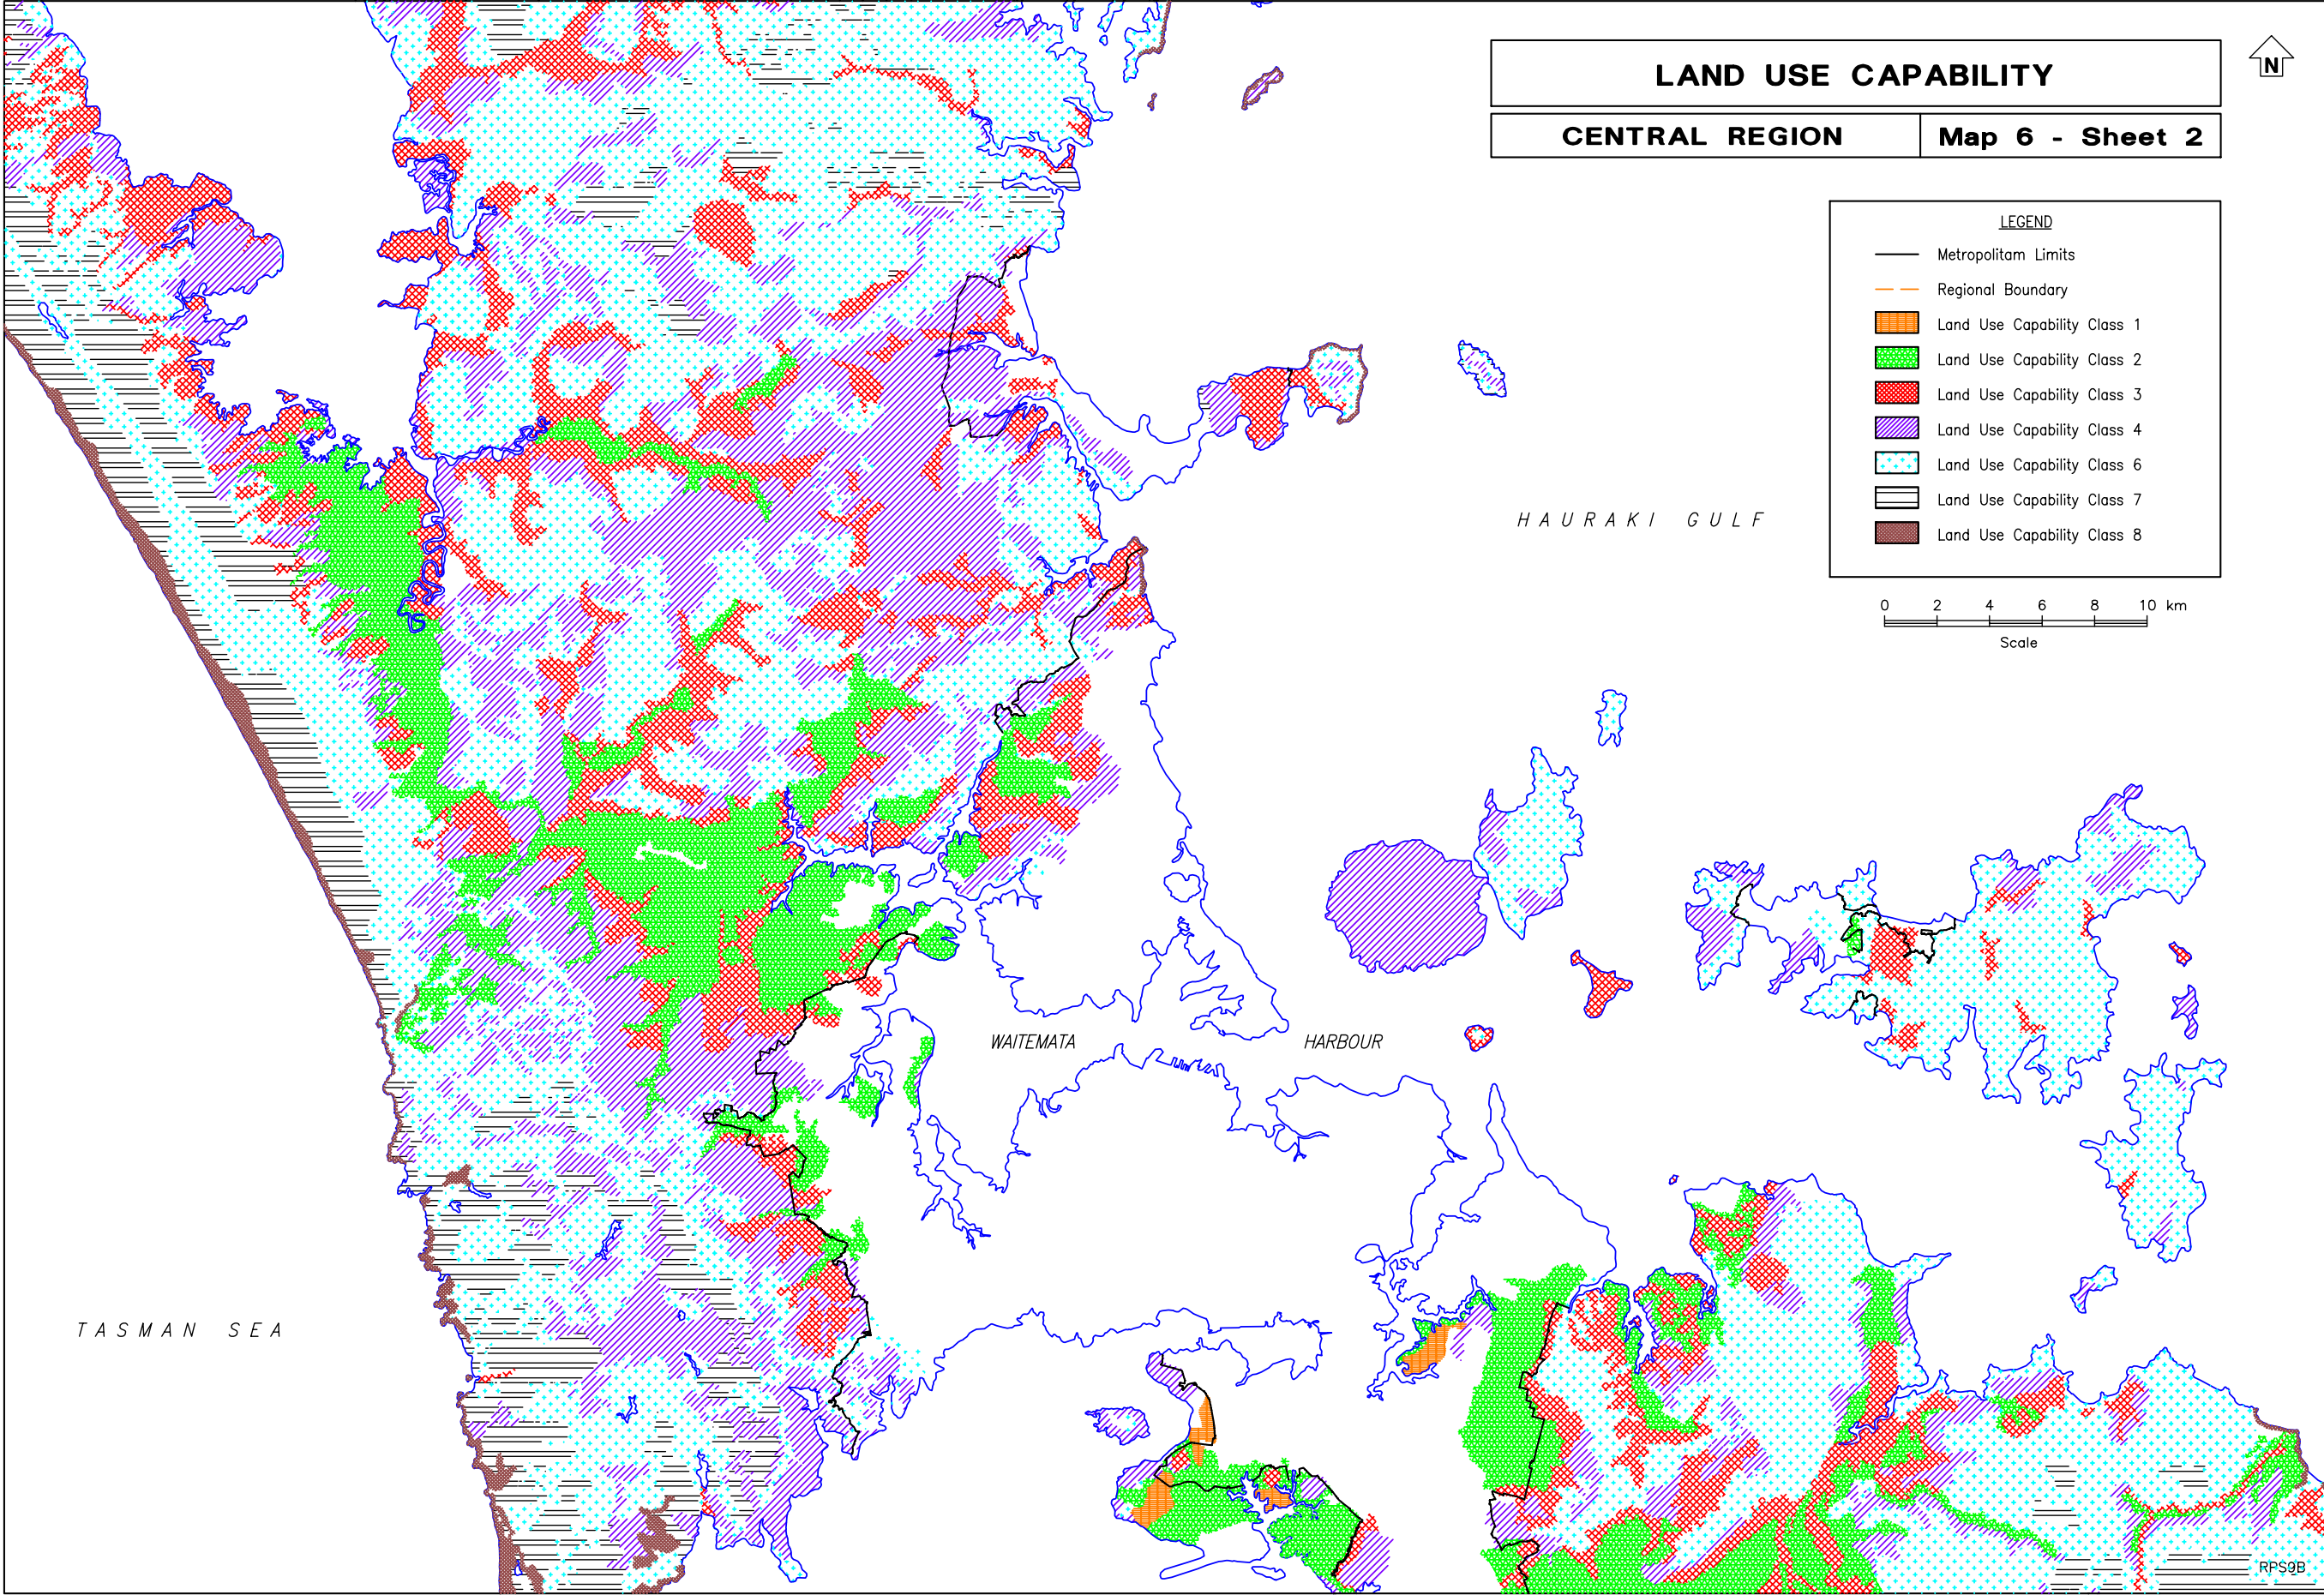 LAND USE CAPABILITY
N
CENTRAL REGION
Map 6 - Sheet 2
LEGEND
Metropolitam Limits
Regional Boundary
Land Use Capability Class 1
Land Use Capability Class 2
Land Use Capability Class 3
Land Use Capability Class 4
Land Use Capability Class 6
Land Use Capability Class 7
Land Use Capability Class 8
HAURAKI GULF
0 2 4 6 8 10 km
Scale
WAITEMATA HARBOUR
TASMAN SEA
RPS9B